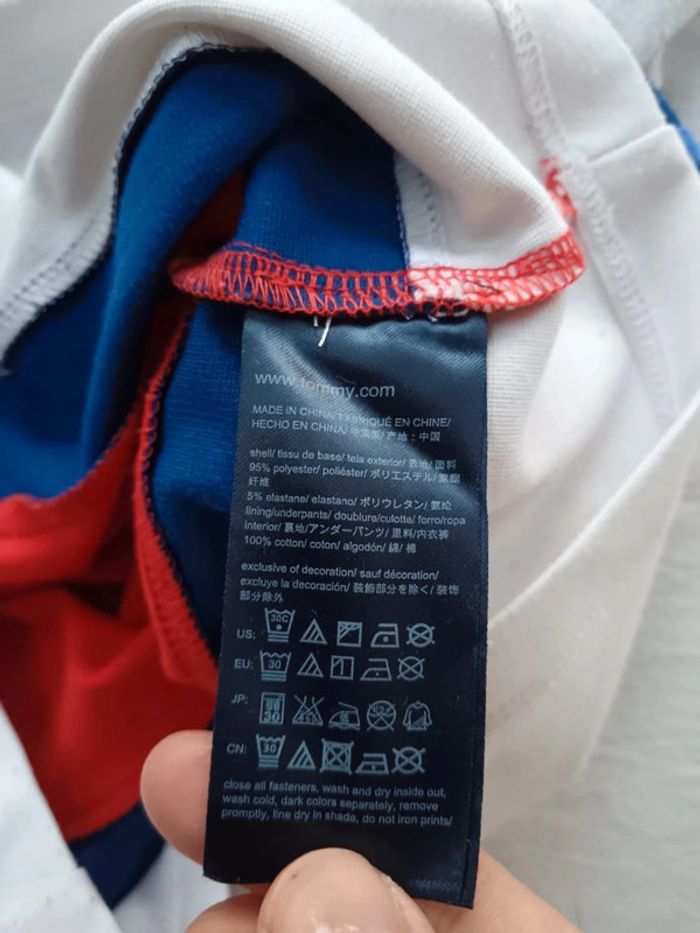 www.tommy.com
MADE IN CHINA/ FABRIQUÉ EN CHINE/
HECHO EN CHINA/ 中国製/ 产地：中国
shell/ tissu de base/ tela exterior/ 表地/ 面料
95% polyester/ poliéster/ ポリエステル/ 聚酯
纤维
5% elastane/ elastano/ ポリウレタン/ 氨纶
lining/underpants/ doublure/culotte/ forro/ropa
interior/ 裏地/アンダーパンツ/ 里料/内衣裤
100% cotton/ coton/ algodón/ 綿/ 棉
exclusive of decoration/ sauf décoration/
excluye la decoración/ 装飾部分を除く/ 装饰
部分除外
US: 30C
EU: 30
JP: 30
CN: 30
close all fasteners, wash and dry inside out,
wash cold, dark colors separately, remove
promptly, line dry in shade, do not iron prints/